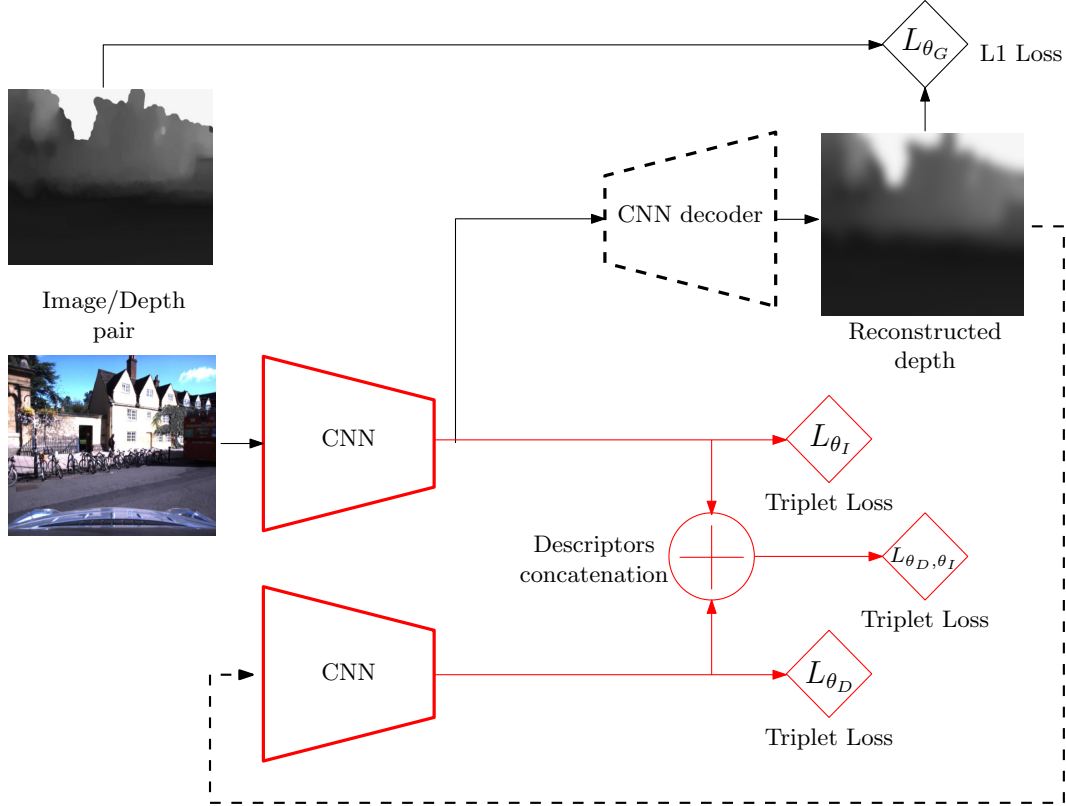 L_{θ_G}
L1 Loss
CNN decoder
Image/Depth
pair
Reconstructed
depth
CNN
L_{θ_I}
Triplet Loss
Descriptors
concatenation
L_{θ_D,θ_I}
Triplet Loss
CNN
L_{θ_D}
Triplet Loss